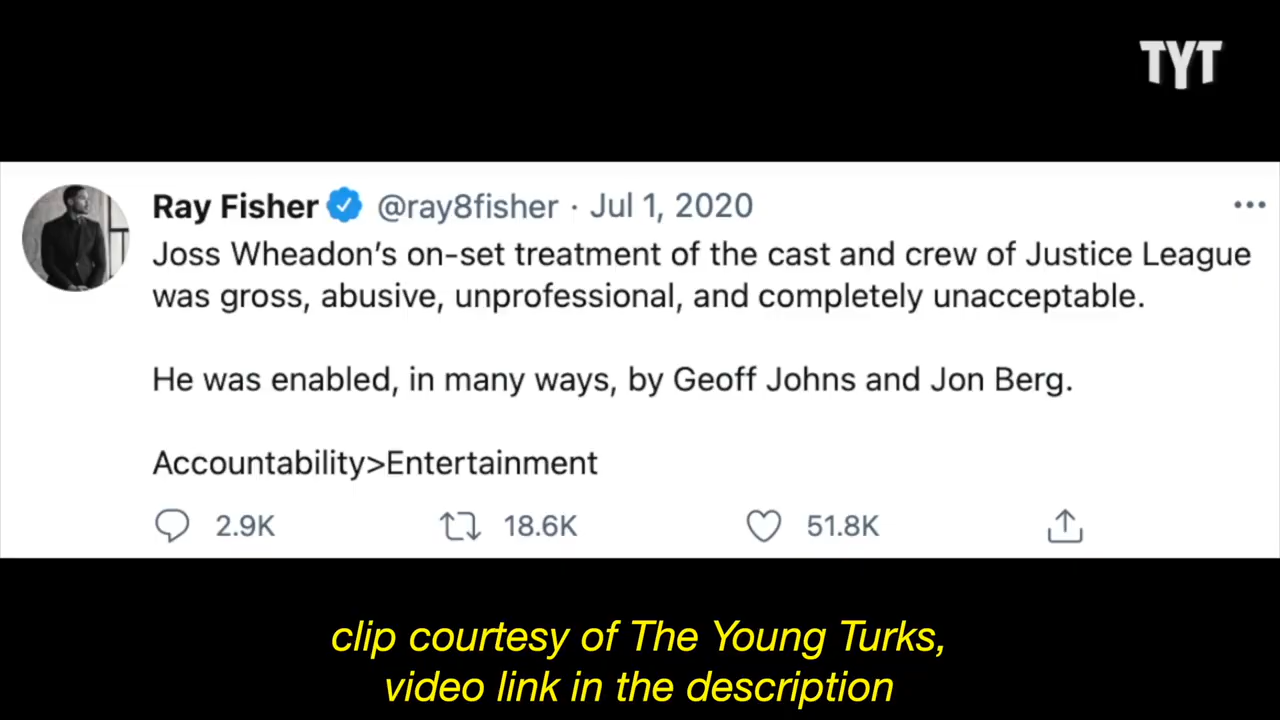 TYT
Ray Fisher @ray8fisher · Jul 1, 2020
Joss Wheadon’s on-set treatment of the cast and crew of Justice League
was gross, abusive, unprofessional, and completely unacceptable.
He was enabled, in many ways, by Geoff Johns and Jon Berg.
Accountability>Entertainment
2.9K 18.6K 51.8K
clip courtesy of The Young Turks,
video link in the description